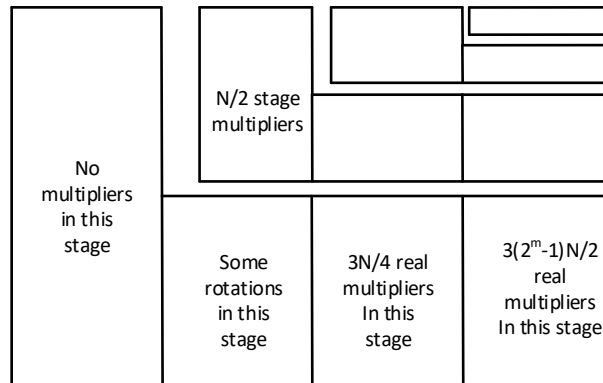 N/2 stage
multipliers
No
multipliers
in this
stage
Some
rotations
in this
stage
3N/4 real
multipliers
In this
stage
3(2ᵐ-1)N/2
real
multipliers
In this stage